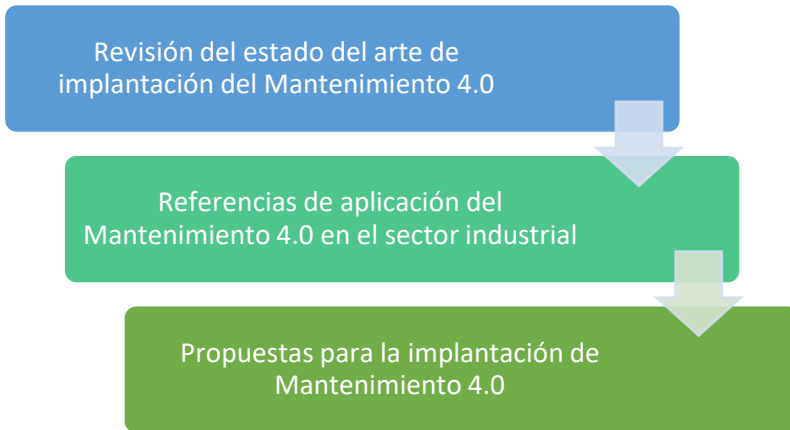 Revisión del estado del arte de
implantación del Mantenimiento 4.0
Referencias de aplicación del
Mantenimiento 4.0 en el sector industrial
Propuestas para la implantación de
Mantenimiento 4.0